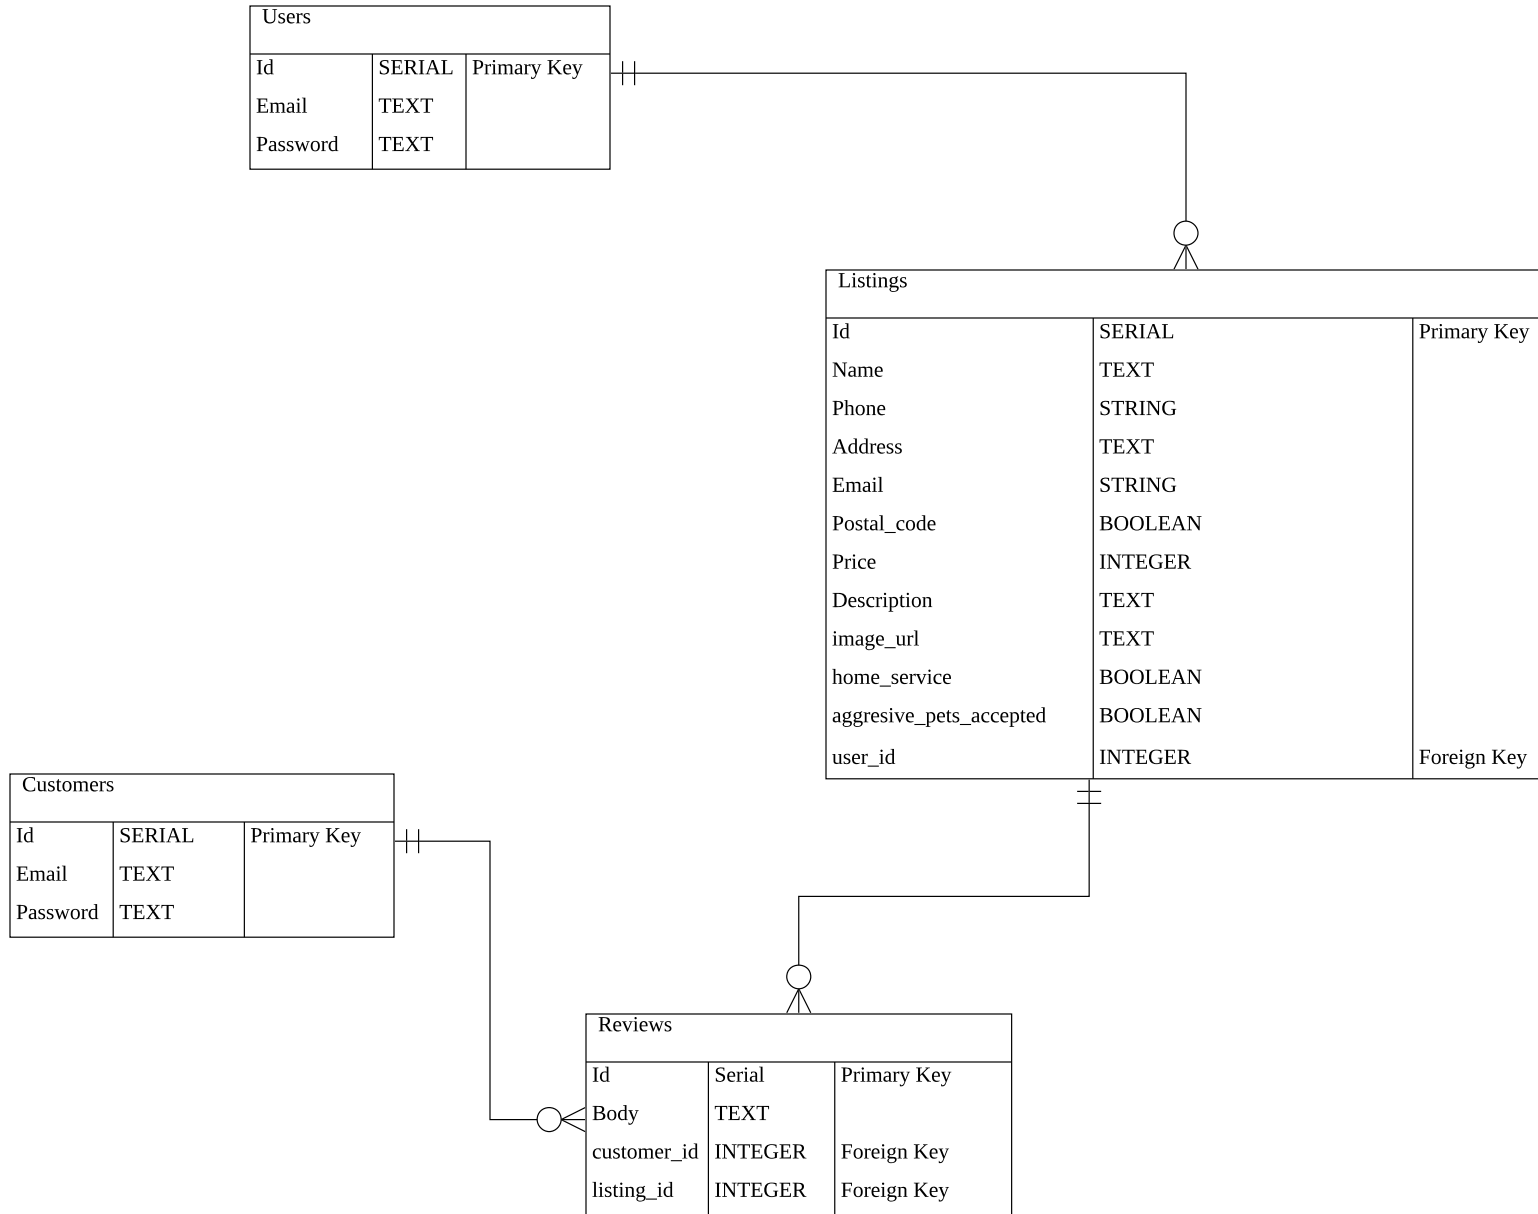 Users
Id SERIAL Primary Key
Email TEXT
Password TEXT
Listings
Id SERIAL Primary Key
Name TEXT
Phone STRING
Address TEXT
Email STRING
Postal_code BOOLEAN
Price INTEGER
Description TEXT
image_url TEXT
home_service BOOLEAN
aggresive_pets_accepted BOOLEAN
user_id INTEGER Foreign Key
Customers
Id SERIAL Primary Key
Email TEXT
Password TEXT
Reviews
Id Serial Primary Key
Body TEXT
customer_id INTEGER Foreign Key
listing_id INTEGER Foreign Key